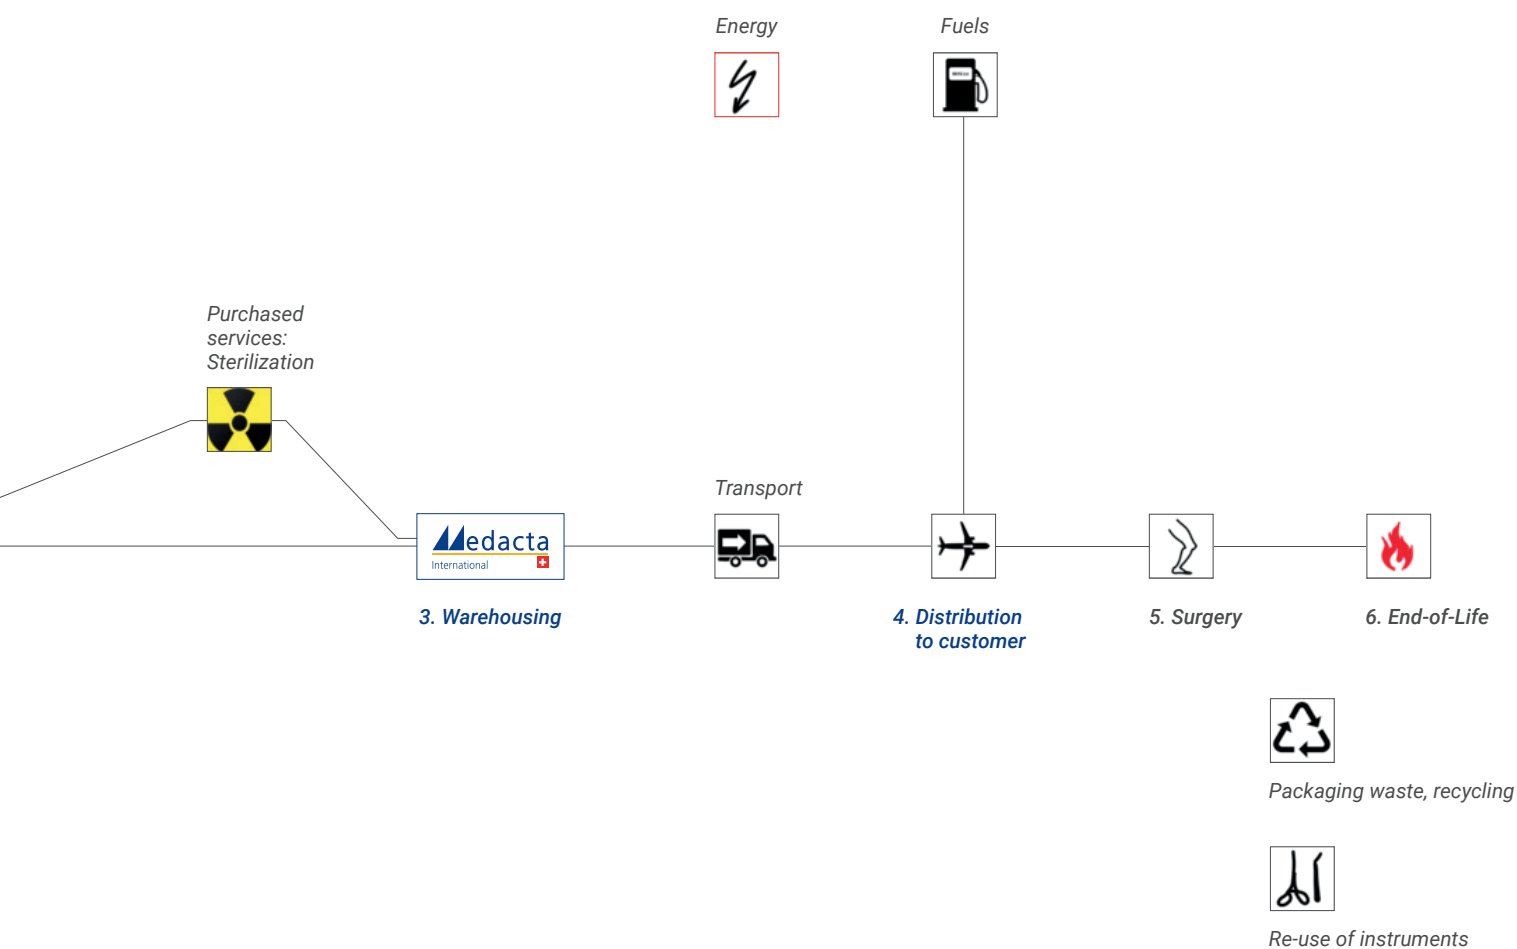 Energy
Fuels
Purchased
services:
Sterilization
Transport
Medacta
International
3. Warehousing
4. Distribution
to customer
5. Surgery
6. End-of-Life
Packaging waste, recycling
Re-use of instruments